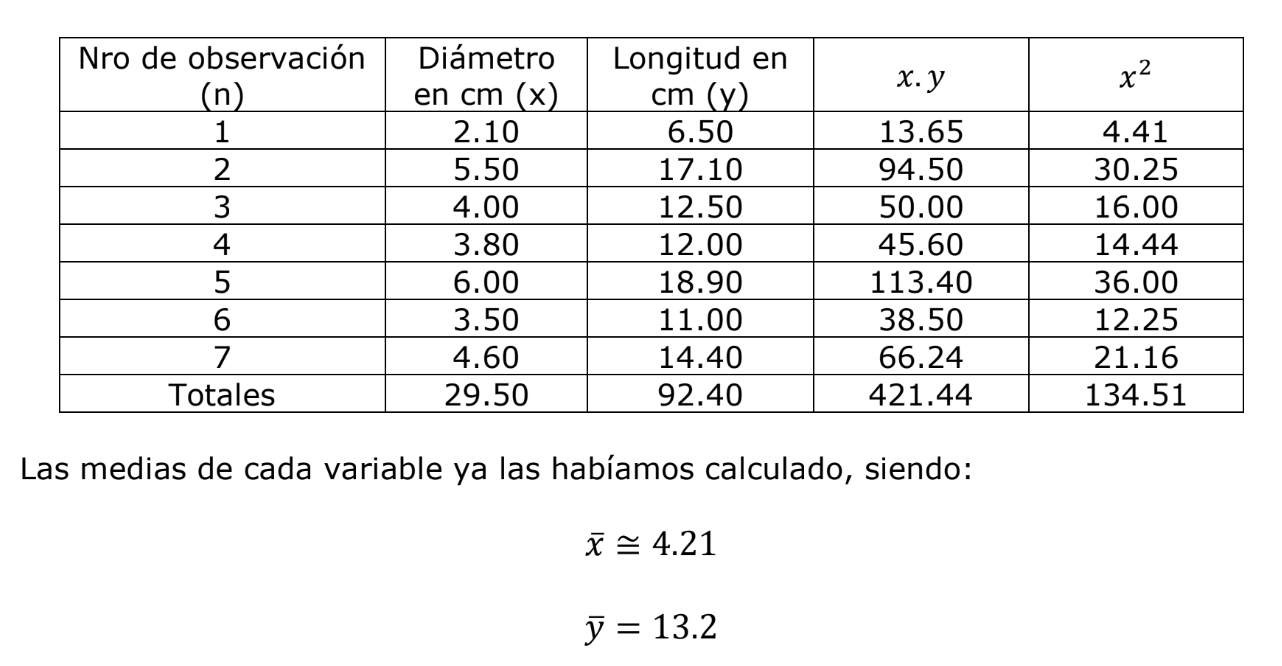 Nro de observación (n) Diámetro en cm (x) Longitud en cm (y) x.y x²
1 2.10 6.50 13.65 4.41
2 5.50 17.10 94.50 30.25
3 4.00 12.50 50.00 16.00
4 3.80 12.00 45.60 14.44
5 6.00 18.90 113.40 36.00
6 3.50 11.00 38.50 12.25
7 4.60 14.40 66.24 21.16
Totales 29.50 92.40 421.44 134.51
Las medias de cada variable ya las habíamos calculado, siendo:
x̄ ≅ 4.21
ȳ = 13.2